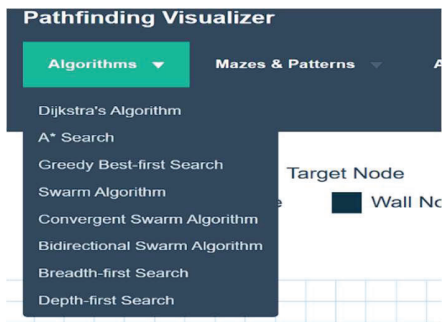 Pathfinding Visualizer
Algorithms Mazes & Patterns A
Dijkstra's Algorithm
A* Search
Greedy Best-first Search
Target Node
Swarm Algorithm
Wall No
Convergent Swarm Algorithm
Bidirectional Swarm Algorithm
Breadth-first Search
Depth-first Search